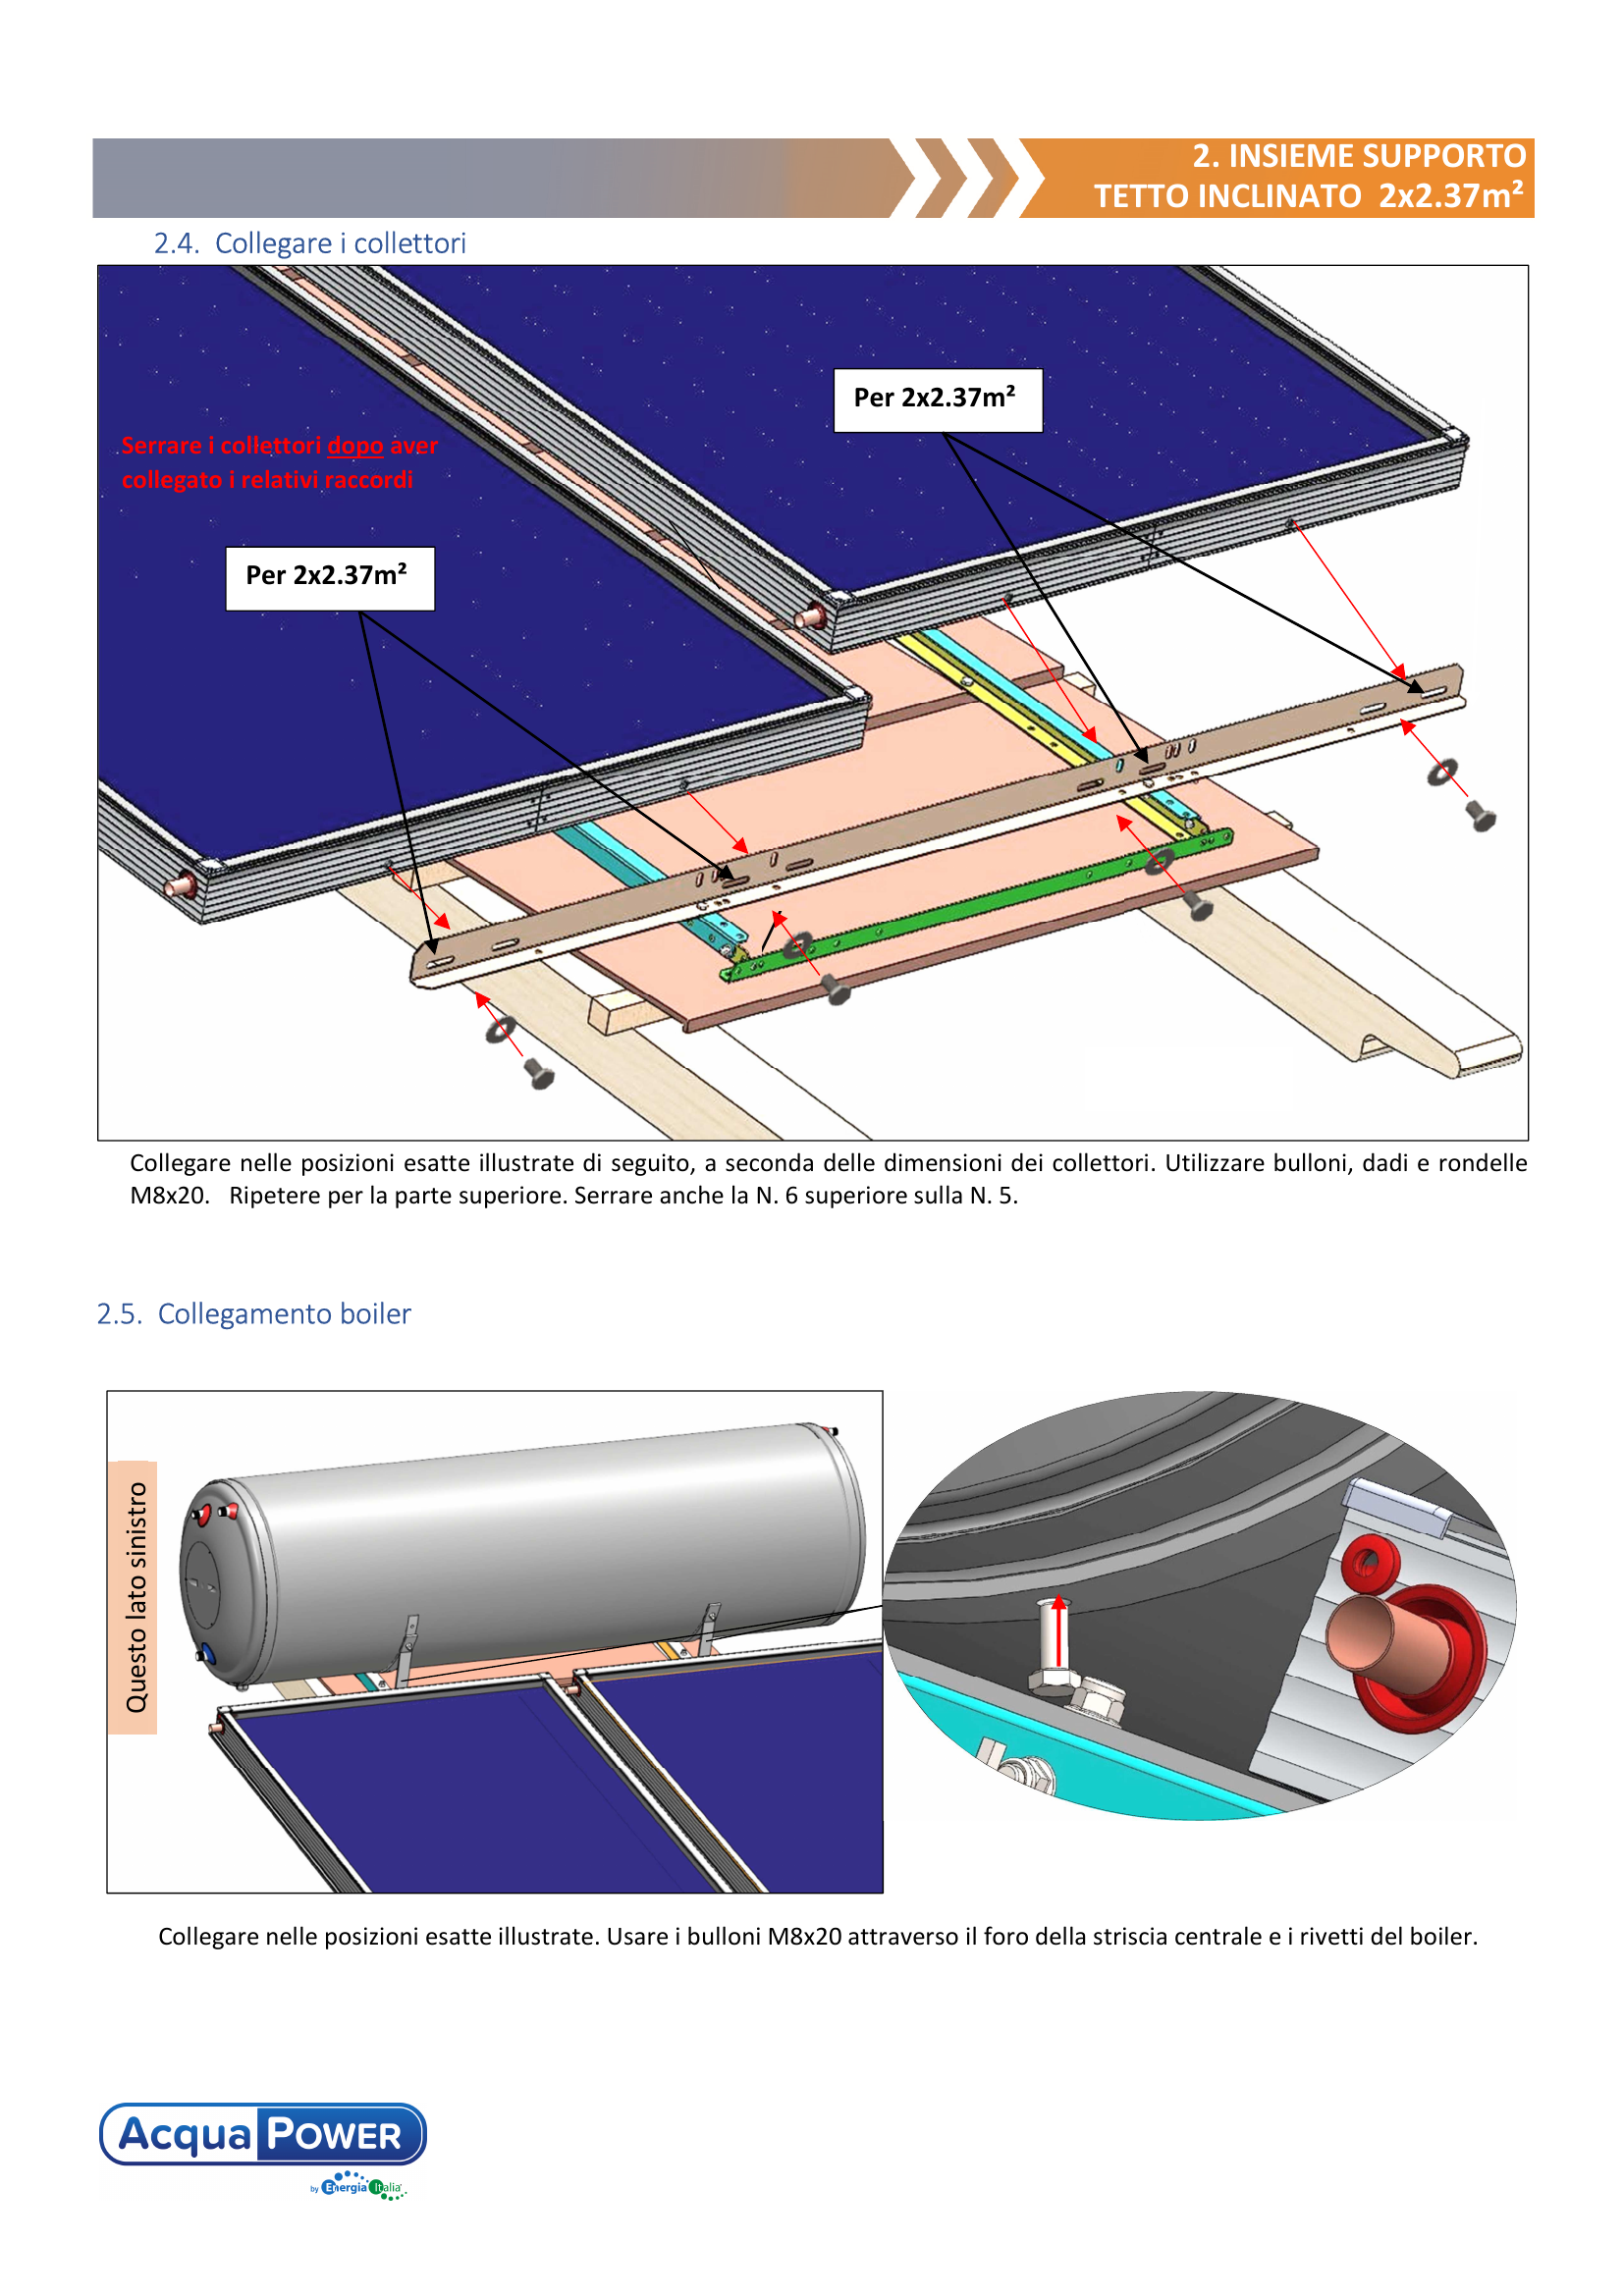 2. INSIEME SUPPORTO
TETTO INCLINATO 2x2.37m²
2.4. Collegare i collettori
Per 2x2.37m²
Serrare i collettori dopo aver
collegato i relativi raccordi
Per 2x2.37m²
Collegare nelle posizioni esatte illustrate di seguito, a seconda delle dimensioni dei collettori. Utilizzare bulloni, dadi e rondelle
M8x20. Ripetere per la parte superiore. Serrare anche la N. 6 superiore sulla N. 5.
2.5. Collegamento boiler
Questo lato sinistro
Collegare nelle posizioni esatte illustrate. Usare i bulloni M8x20 attraverso il foro della striscia centrale e i rivetti del boiler.
Acqua POWER
by Energia Italia